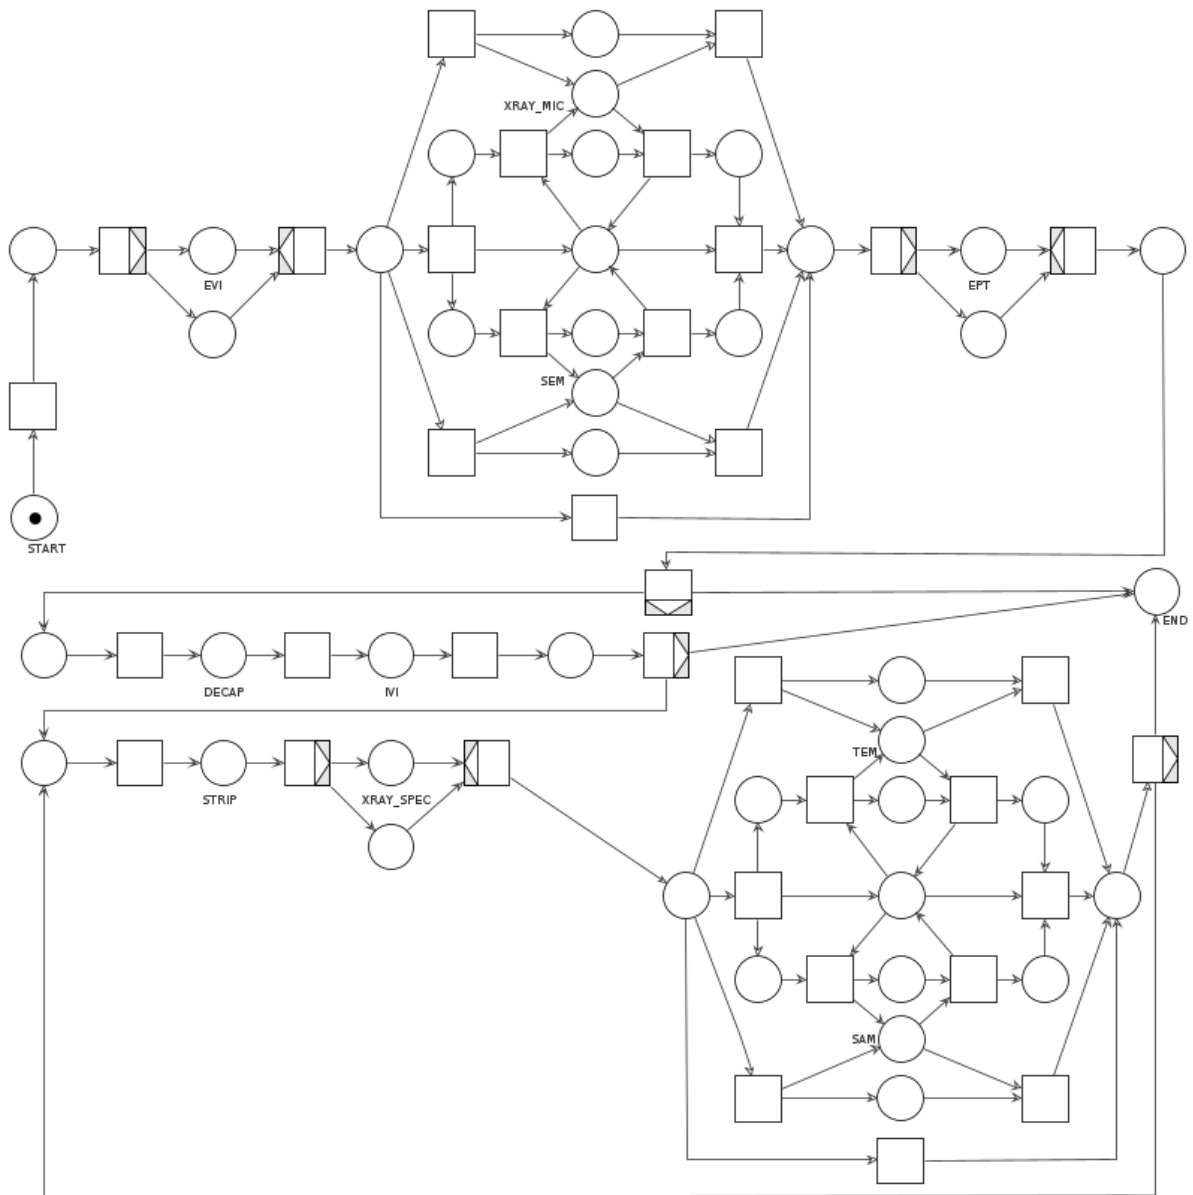 XRAY_MIC
EVI
EPT
SEM
START
END
DECAP
IVI
TEM
STRIP
XRAY_SPEC
SAM